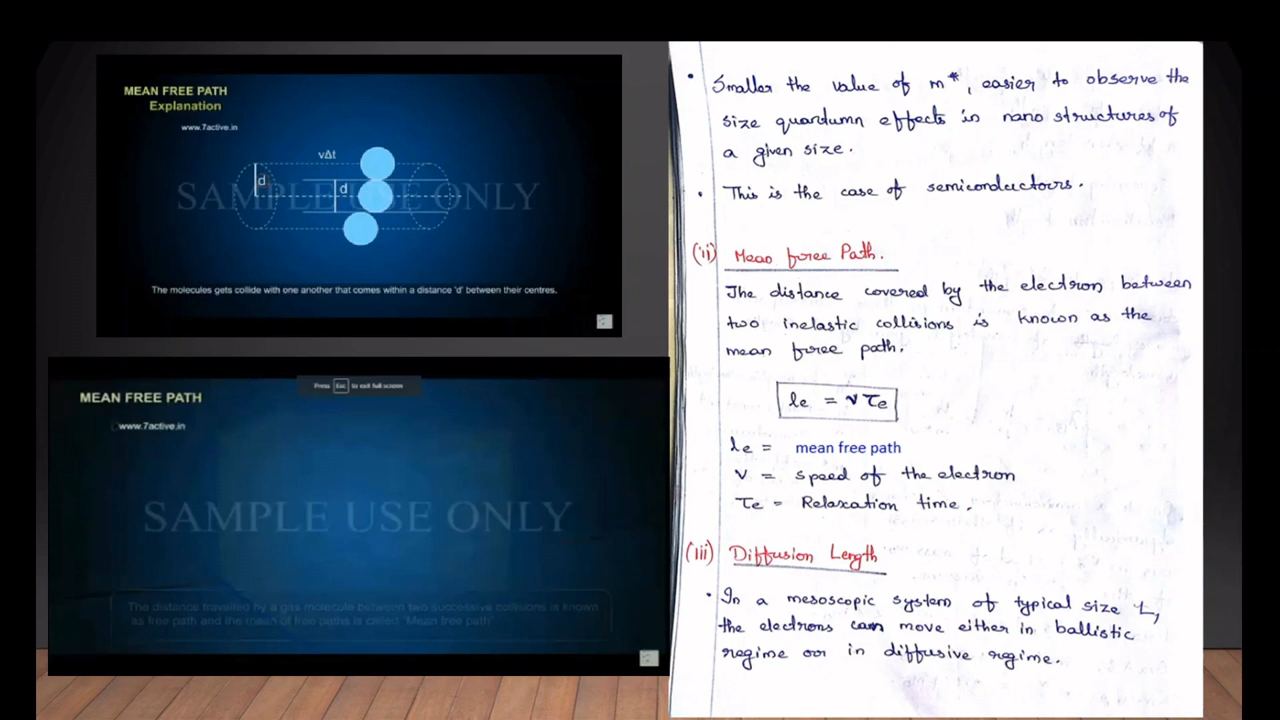 MEAN FREE PATH
Explanation
www.7active.in
vΔt
d
d
SAMPLE USE ONLY
The molecules gets collide with one another that comes within a distance 'd' between their centres.
Press Esc to exit full screen
MEAN FREE PATH
www.7active.in
SAMPLE USE ONLY
The distance travelled by a gas molecule between two successive collisions is known
as free path and the mean of free paths is called 'Mean free path'
• Smaller the value of m*, easier to observe the
size quardumn effects in nano structures of
a given size.
• This is the case of semiconductors.
(ii) Mean free Path.
The distance covered by the electron between
two inelastic collisions is known as the
mean free path.
le = v τe
le = mean free path
v = speed of the electron
τe = Relaxation time.
(iii) Diffusion Length
• In a mesoscopic system of typical size L,
the electrons can move either in ballistic
regime or in diffusive regime.